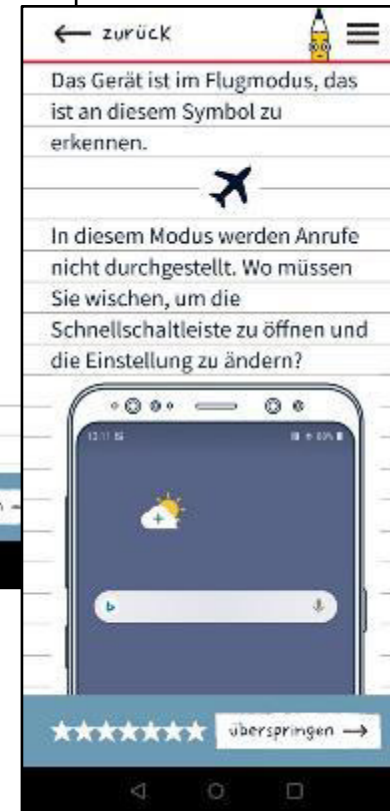 ← zurück
Das Gerät ist im Flugmodus, das
ist an diesem Symbol zu
erkennen.
In diesem Modus werden Anrufe
nicht durchgestellt. Wo müssen
Sie wischen, um die
Schnellschaltleiste zu öffnen und
die Einstellung zu ändern?
überspringen →